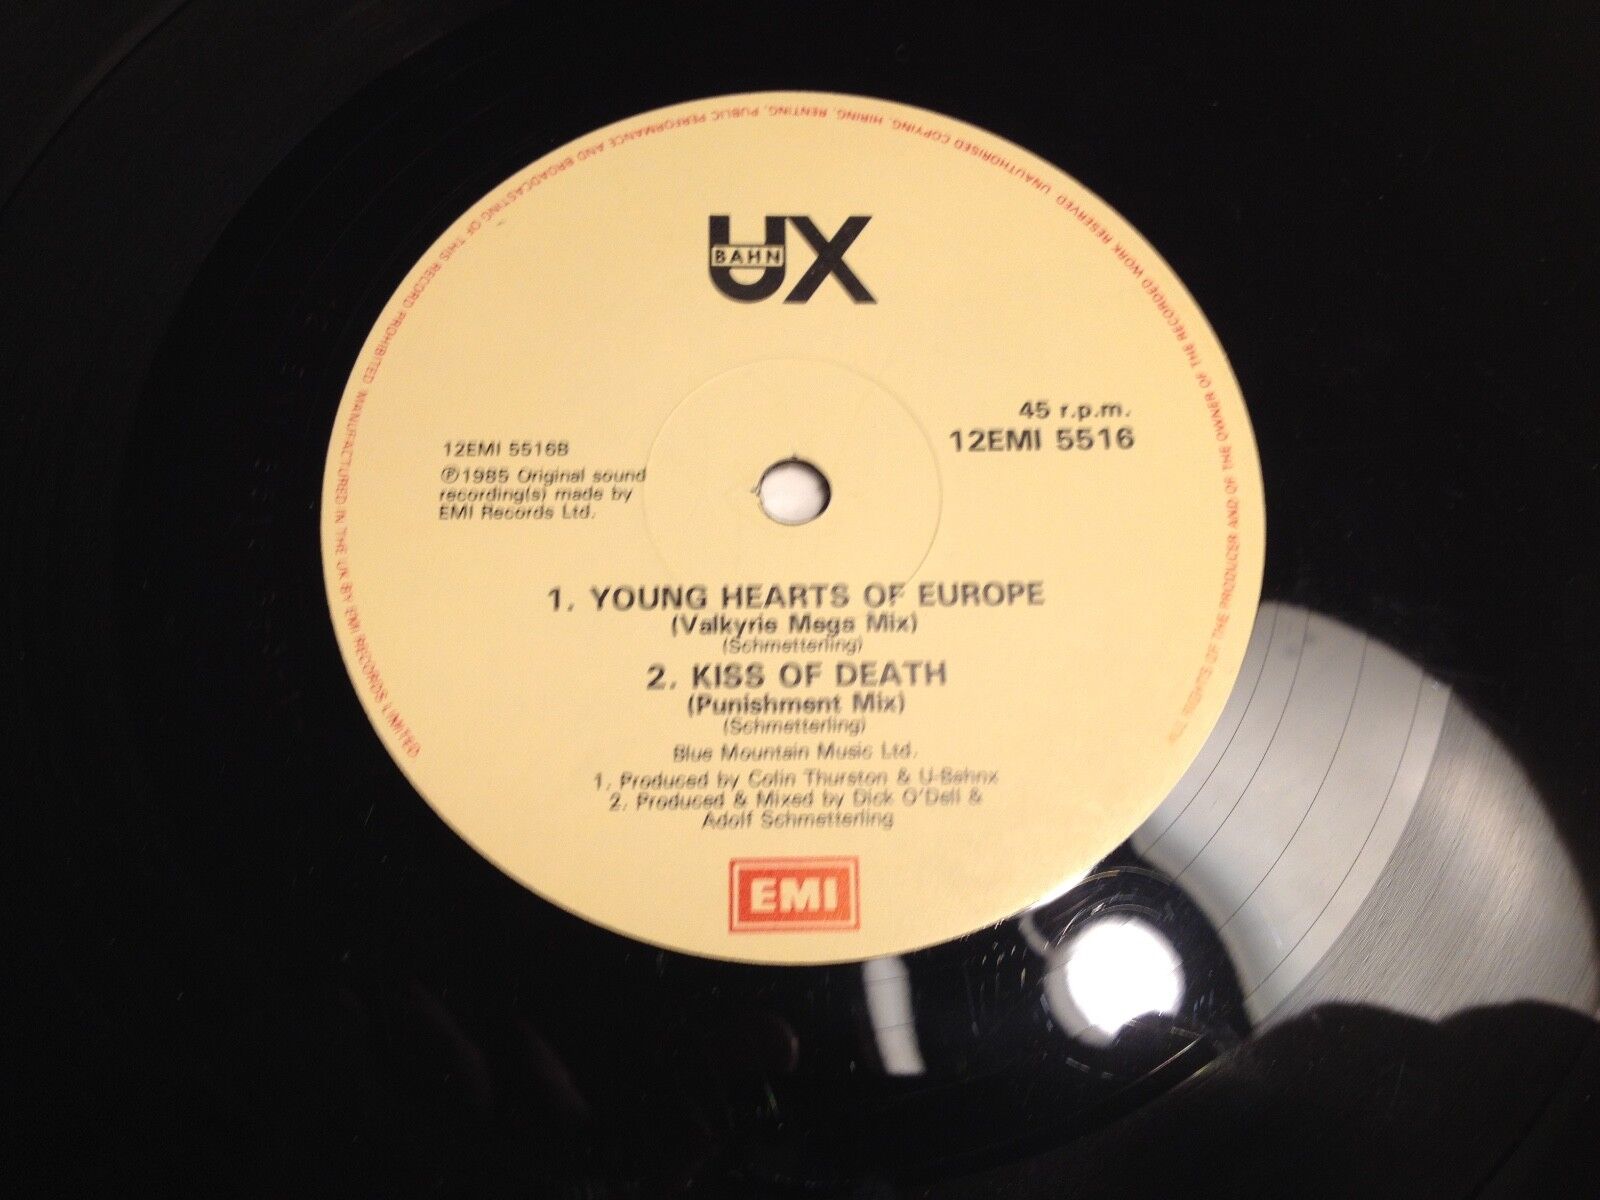 UX
BAHN
45 r.p.m.
12EMI 5516
12EMI 5516B
℗1985 Original sound
recording(s) made by
EMI Records Ltd.
1. YOUNG HEARTS OF EUROPE
(Valkyrie Mega Mix)
(Schmetterling)
2. KISS OF DEATH
(Punishment Mix)
(Schmetterling)
Blue Mountain Music Ltd.
1. Produced by Colin Thurston & U-Bahnx
2. Produced & Mixed by Dick O'Dell &
Adolf Schmetterling
EMI
ALL RIGHTS OF THE PRODUCER AND OF THE OWNER OF THE RECORDED WORK RESERVED. UNAUTHORISED COPYING, HIRING, RENTING, PUBLIC PERFORMANCE AND BROADCASTING OF THIS RECORD PROHIBITED MANUFACTURED IN THE UK BY EMI RECORDS LIMITED